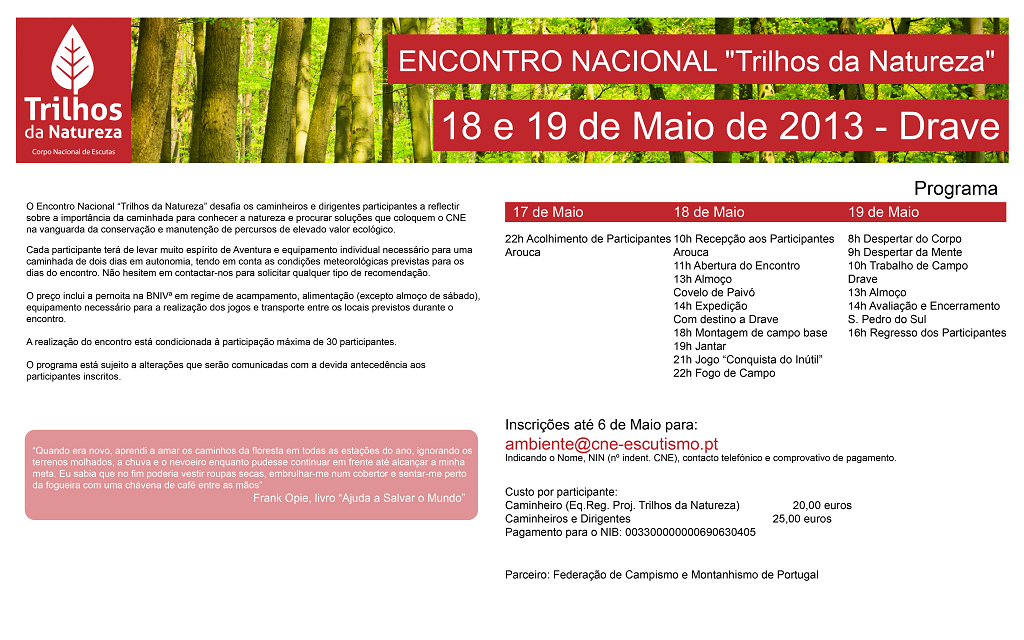 Trilhos
da Natureza
Corpo Nacional de Escutas
ENCONTRO NACIONAL "Trilhos da Natureza"
18 e 19 de Maio de 2013 - Drave
O Encontro Nacional “Trilhos da Natureza” desafia os caminheiros e dirigentes participantes a reflectir
sobre a importância da caminhada para conhecer a natureza e procurar soluções que coloquem o CNE
na vanguarda da conservação e manutenção de percursos de elevado valor ecológico.
Cada participante terá de levar muito espírito de Aventura e equipamento individual necessário para uma
caminhada de dois dias em autonomia, tendo em conta as condições meteorológicas previstas para os
dias do encontro. Não hesitem em contactar-nos para solicitar qualquer tipo de recomendação.
O preço inclui a pernoita na BNIVª em regime de acampamento, alimentação (excepto almoço de sábado),
equipamento necessário para a realização dos jogos e transporte entre os locais previstos durante o
encontro.
A realização do encontro está condicionada à participação máxima de 30 participantes.
O programa está sujeito a alterações que serão comunicadas com a devida antecedência aos
participantes inscritos.
“Quando era novo, aprendi a amar os caminhos da floresta em todas as estações do ano, ignorando os
terrenos molhados, a chuva e o nevoeiro enquanto pudesse continuar em frente até alcançar a minha
meta. Eu sabia que no fim poderia vestir roupas secas, embrulhar-me num cobertor e sentar-me perto
da fogueira com uma chávena de café entre as mãos”
Frank Opie, livro “Ajuda a Salvar o Mundo”
Programa
17 de Maio
22h Acolhimento de Participantes
Arouca
18 de Maio
10h Recepção aos Participantes
Arouca
11h Abertura do Encontro
13h Almoço
Covelo de Paivó
14h Expedição
Com destino a Drave
18h Montagem de campo base
19h Jantar
21h Jogo “Conquista do Inútil”
22h Fogo de Campo
19 de Maio
8h Despertar do Corpo
9h Despertar da Mente
10h Trabalho de Campo
Drave
13h Almoço
14h Avaliação e Encerramento
S. Pedro do Sul
16h Regresso dos Participantes
Inscrições até 6 de Maio para:
ambiente@cne-escutismo.pt
Indicando o Nome, NIN (nº indent. CNE), contacto telefónico e comprovativo de pagamento.
Custo por participante:
Caminheiro (Eq.Reg. Proj. Trilhos da Natureza) 20,00 euros
Caminheiros e Dirigentes 25,00 euros
Pagamento para o NIB: 003300000000690630405
Parceiro: Federação de Campismo e Montanhismo de Portugal